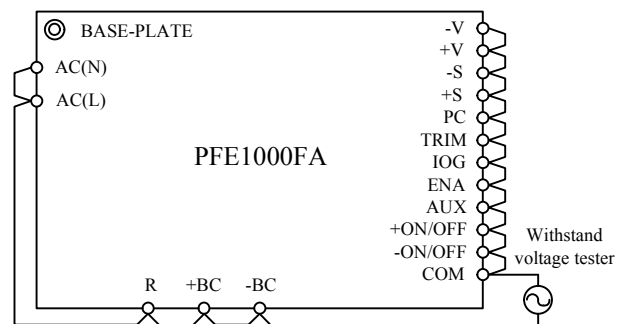 BASE-PLATE
AC(N)
AC(L)
PFE1000FA
-V
+V
-S
+S
PC
TRIM
IOG
ENA
AUX
+ON/OFF
-ON/OFF
COM
Withstand
voltage tester
R +BC -BC